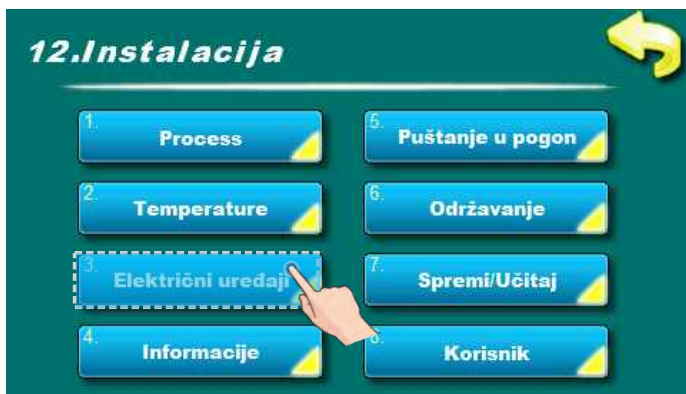 12.Instalacija
1.
Process
2.
Temperature
3.
Električni uređaji
4.
Informacije
5.
Puštanje u pogon
6.
Održavanje
7.
Spremi/Učitaj
8.
Korisnik